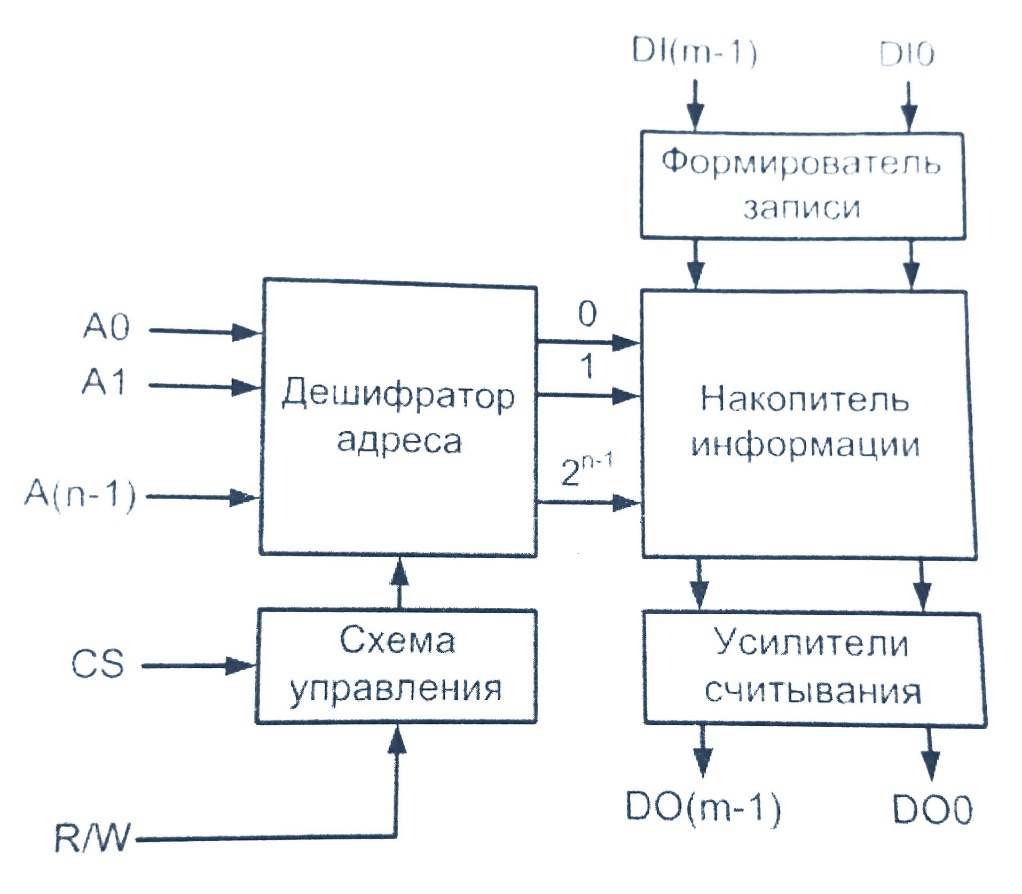 DI(m-1) DI0
Формирователь
записи
A0
A1
A(n-1)
Дешифратор
адреса
0
1
2ⁿ⁻¹
Накопитель
информации
CS
Схема
управления
R/W
Усилители
считывания
DO(m-1) DO0